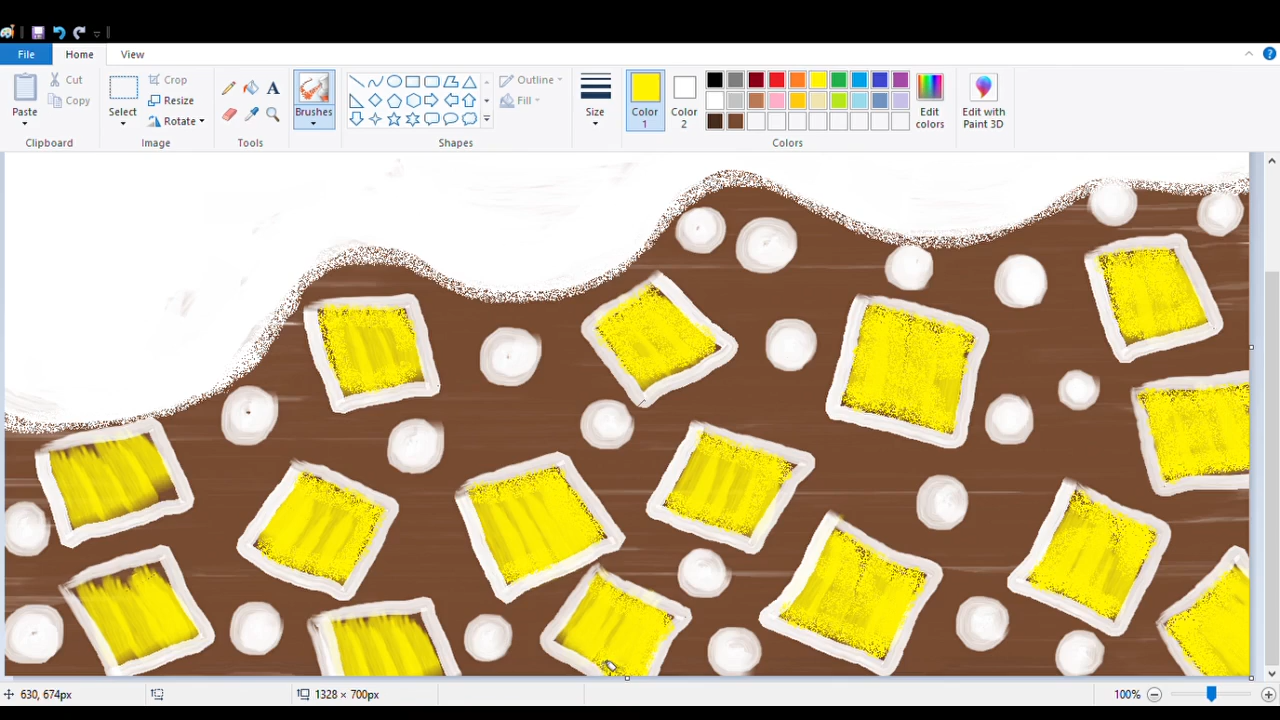 File Home View
Paste Cut Copy
Clipboard
Select Crop Resize Rotate
Image
A
Tools
Brushes
Shapes
Outline Fill
Size
Color 1 Color 2
Edit colors
Colors
Edit with Paint 3D
630, 674px 1328 × 700px 100%